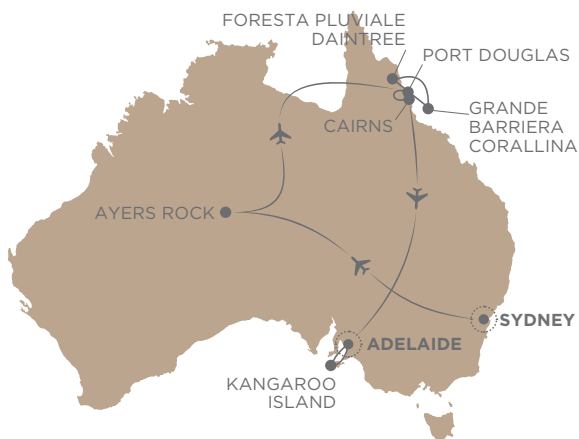 FORESTA PLUVIALE
DAINTREE
PORT DOUGLAS
CAIRNS
GRANDE
BARRIERA
CORALLINA
AYERS ROCK
SYDNEY
ADELAIDE
KANGAROO
ISLAND